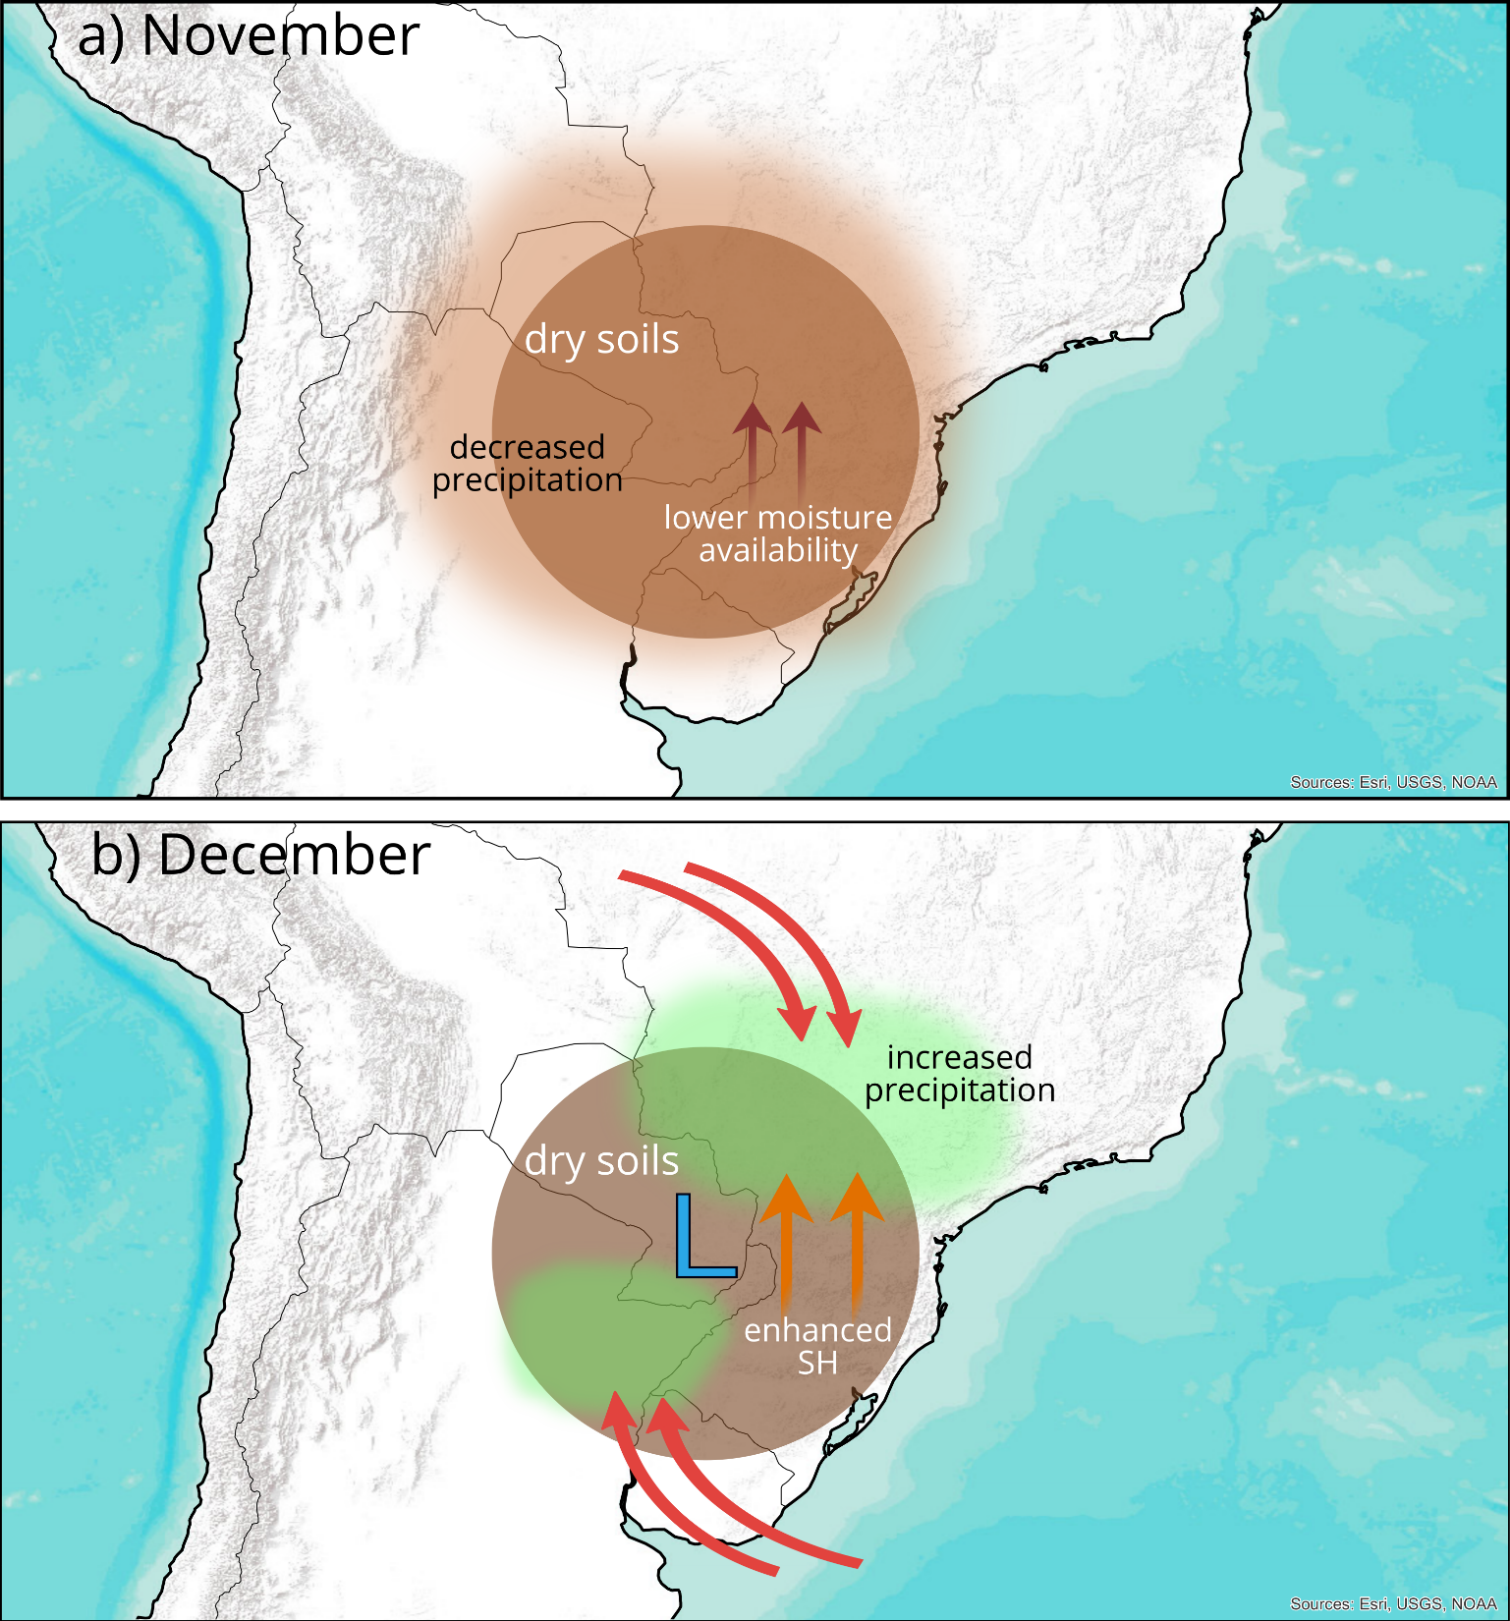 a) November
dry soils
decreased
precipitation
lower moisture
availability
Sources: Esri, USGS, NOAA
b) December
increased
precipitation
dry soils
L
enhanced
SH
Sources: Esri, USGS, NOAA